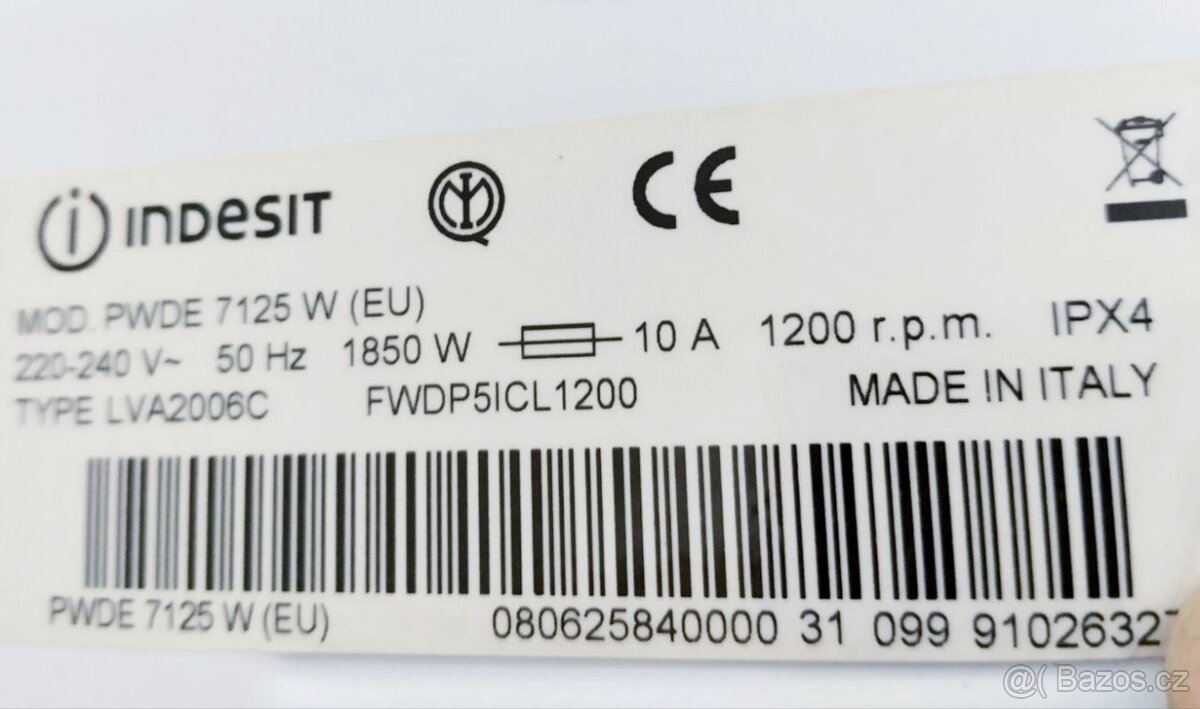 INDESIT
CE
MOD. PWDE 7125 W (EU)
220-240 V~ 50 Hz 1850 W 10 A 1200 r.p.m. IPX4
TYPE LVA2006C FWDP5ICL1200 MADE IN ITALY
PWDE 7125 W (EU) 080625840000 31 099 91026327
@( Bazos.cz